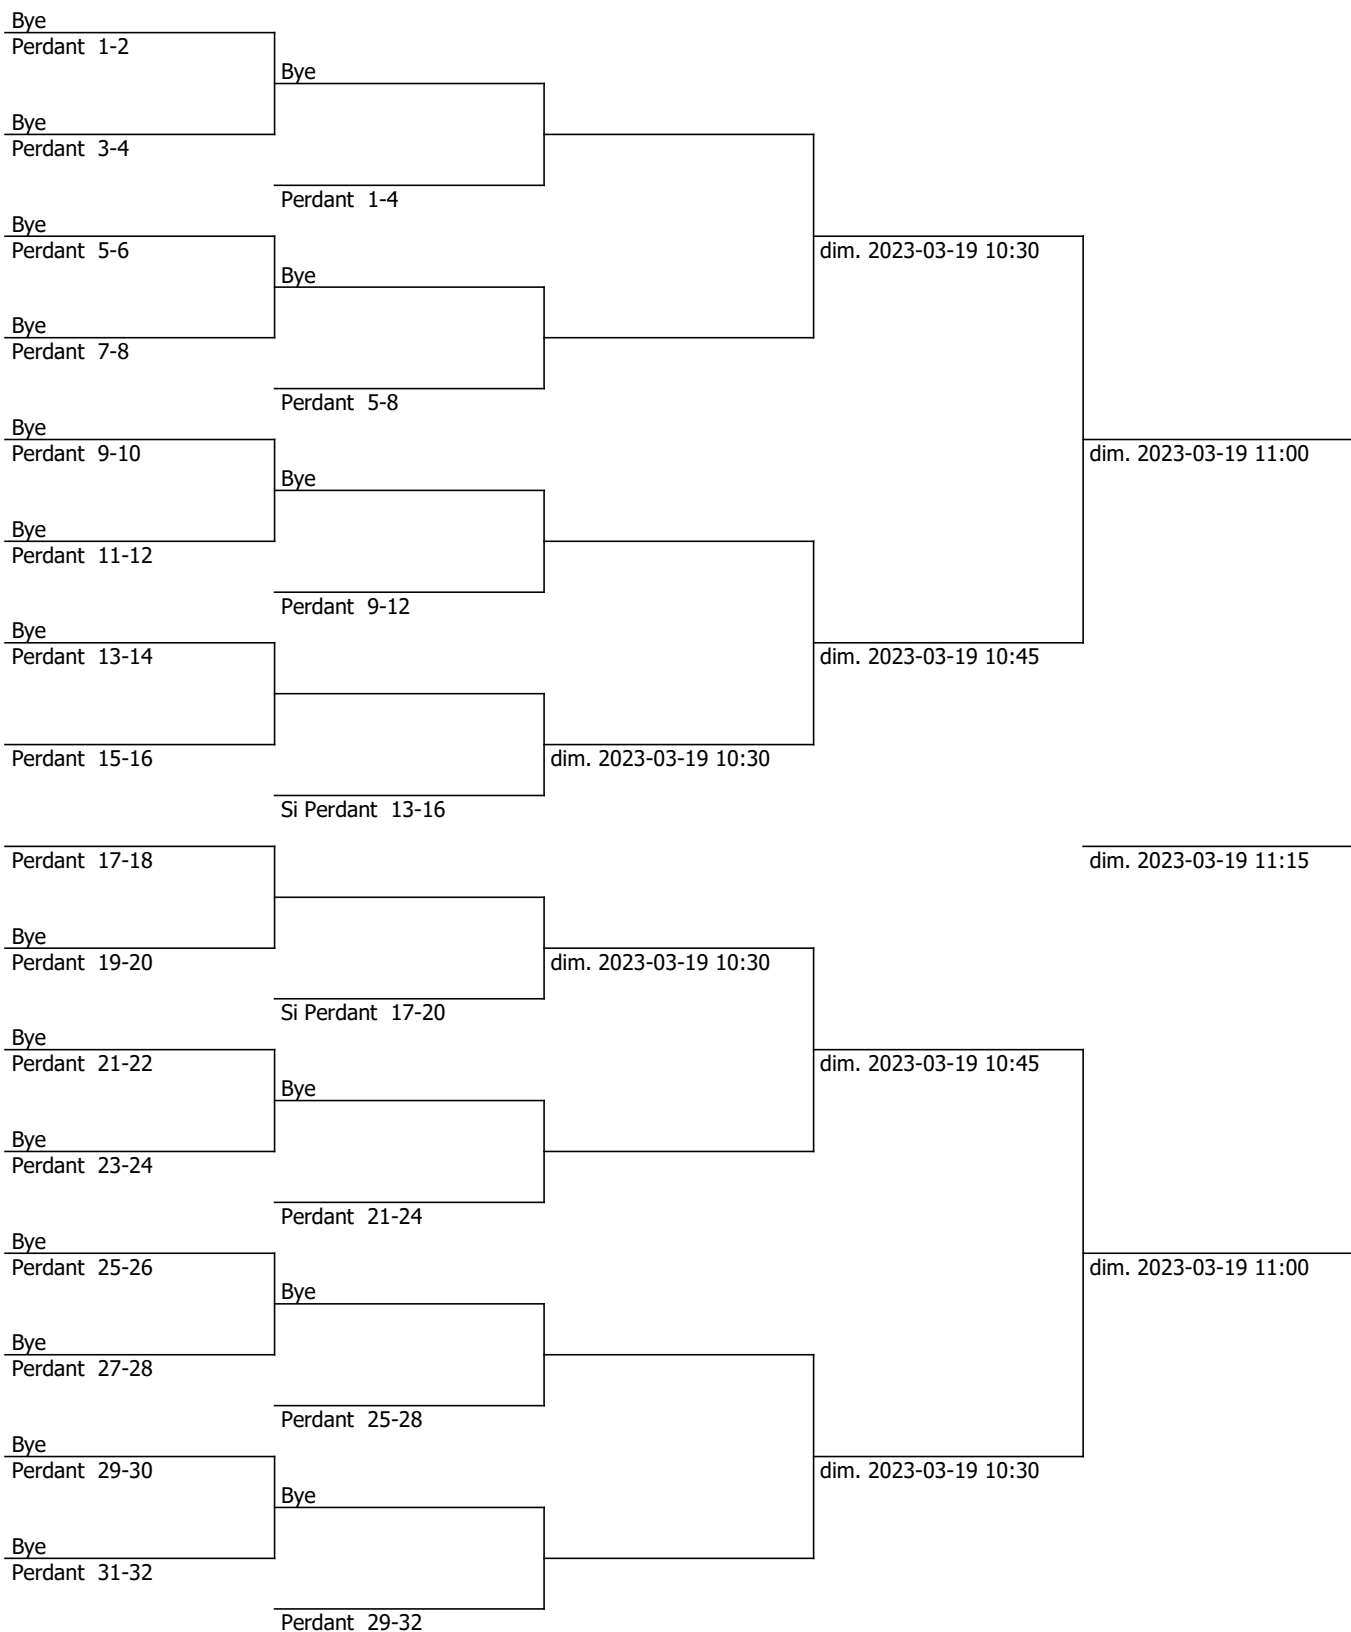 Bye
Perdant 1-2
Bye
Bye
Perdant 3-4
Perdant 1-4
Bye
Perdant 5-6
dim. 2023-03-19 10:30
Bye
Bye
Perdant 7-8
Perdant 5-8
Bye
Perdant 9-10
dim. 2023-03-19 11:00
Bye
Bye
Perdant 11-12
Perdant 9-12
Bye
Perdant 13-14
dim. 2023-03-19 10:45
Perdant 15-16
dim. 2023-03-19 10:30
Si Perdant 13-16
Perdant 17-18
dim. 2023-03-19 11:15
Bye
Perdant 19-20
dim. 2023-03-19 10:30
Si Perdant 17-20
Bye
Perdant 21-22
dim. 2023-03-19 10:45
Bye
Bye
Perdant 23-24
Perdant 21-24
Bye
Perdant 25-26
dim. 2023-03-19 11:00
Bye
Bye
Perdant 27-28
Perdant 25-28
Bye
Perdant 29-30
dim. 2023-03-19 10:30
Bye
Bye
Perdant 31-32
Perdant 29-32